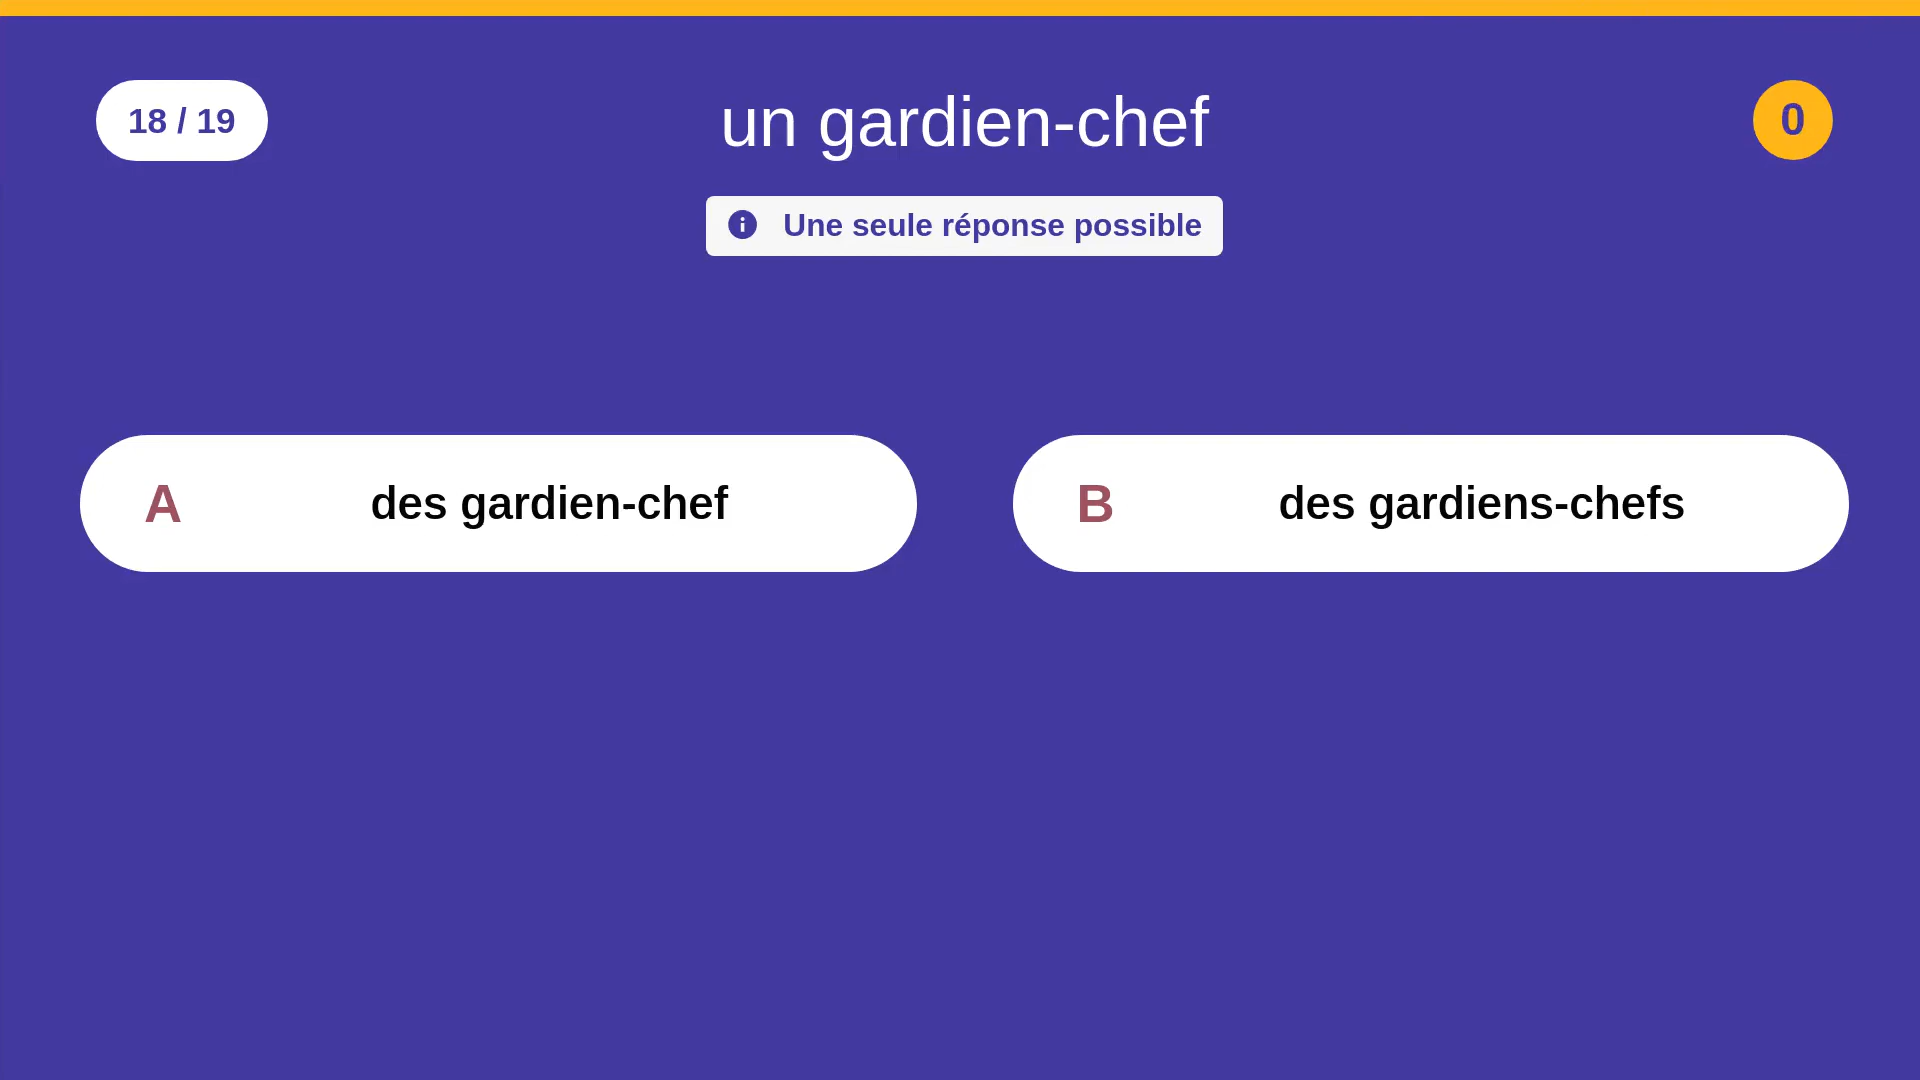 18 / 19
un gardien-chef
0
Une seule réponse possible
A des gardien-chef
B des gardiens-chefs